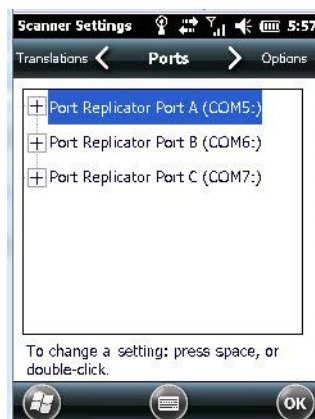 Scanner Settings 5:57
Translations Ports Options
Port Replicator Port A (COM5:)
Port Replicator Port B (COM6:)
Port Replicator Port C (COM7:)
To change a setting: press space, or
double-click.
OK